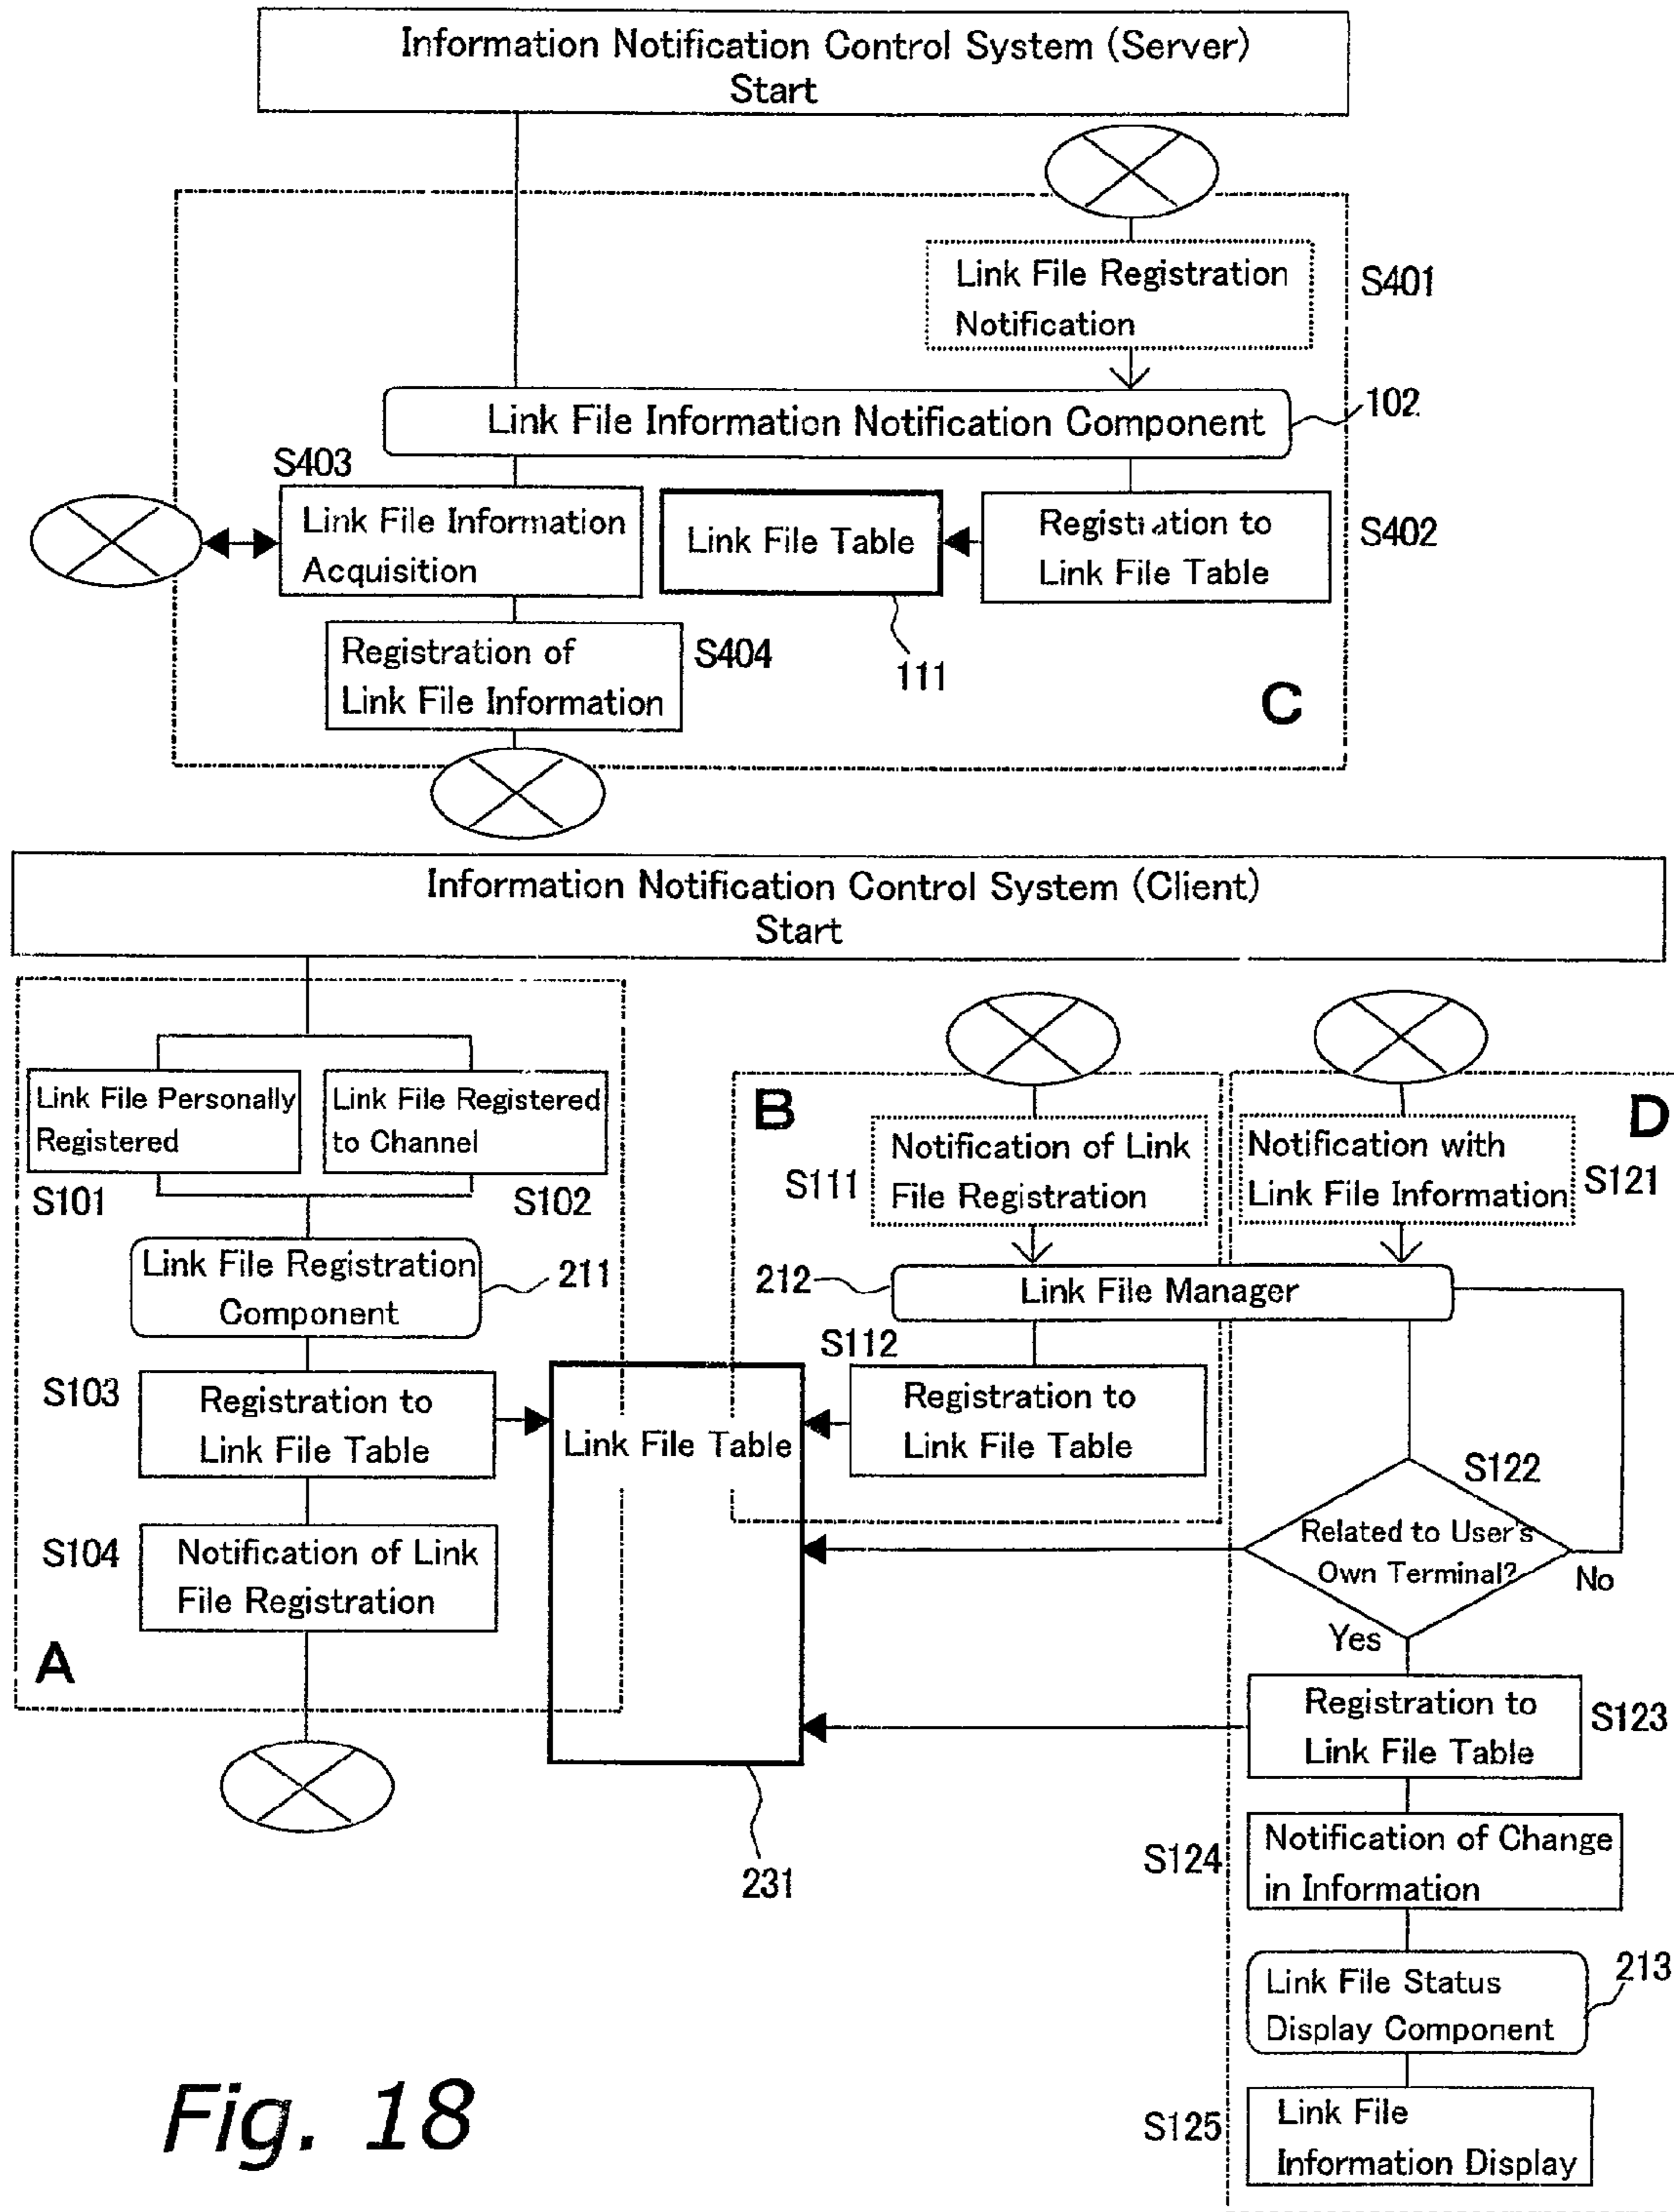 Information Notification Control System (Server)
Start
Link File Registration
Notification
S401
Link File Information Notification Component
102
S403
Link File Information
Acquisition
Link File Table
111
Registration to
Link File Table
S402
Registration of
Link File Information
S404
C
Information Notification Control System (Client)
Start
Link File Personally
Registered
S101
Link File Registered
to Channel
S102
Link File Registration
Component
211
S103
Registration to
Link File Table
S104
Notification of Link
File Registration
A
Link File Table
231
B
S111
Notification of Link
File Registration
D
Notification with
Link File Information
S121
212
Link File Manager
S112
Registration to
Link File Table
S122
Related to User's
Own Terminal?
No
Yes
Registration to
Link File Table
S123
S124
Notification of Change
in Information
Link File Status
Display Component
213
S125
Link File
Information Display
Fig. 18